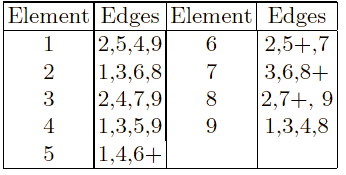 Element Edges Element Edges
1 2,5,4,9 6 2,5+,7
2 1,3,6,8 7 3,6,8+
3 2,4,7,9 8 2,7+, 9
4 1,3,5,9 9 1,3,4,8
5 1,4,6+